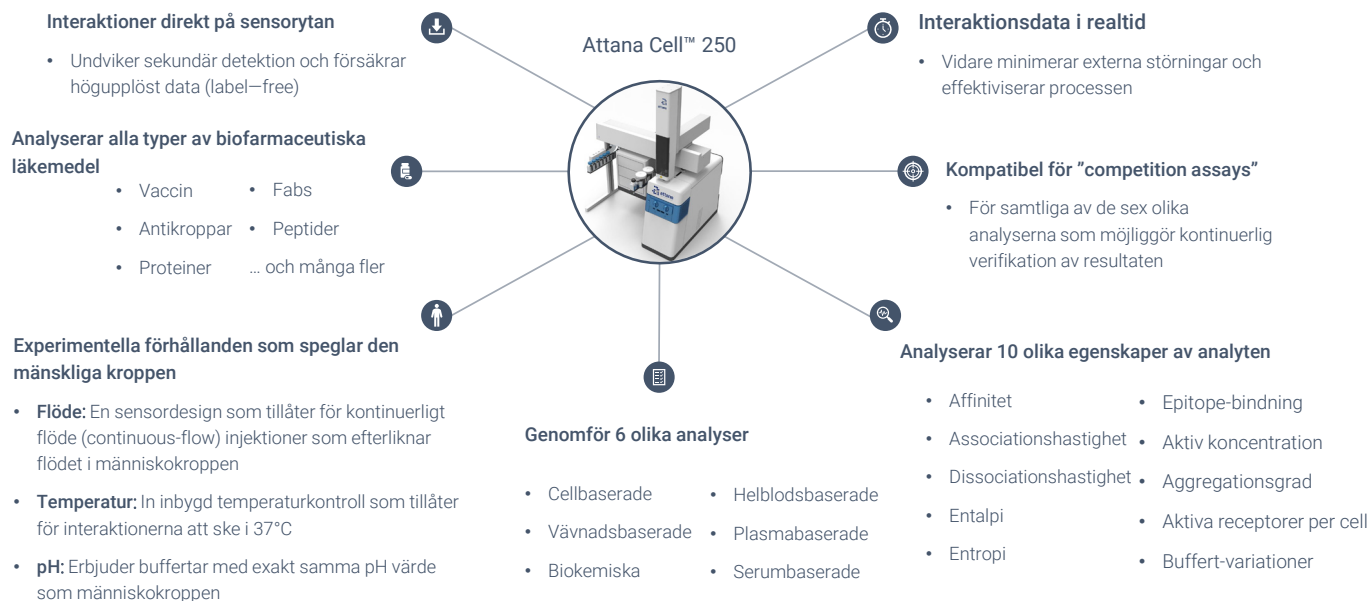 Attana Cell™ 250
Interaktioner direkt på sensorytan
• Undviker sekundär detektion och försäkrar
högupplöst data (label—free)
Analyserar alla typer av biofarmaceutiska
läkemedel
• Vaccin
• Antikroppar
• Proteiner
• Fabs
• Peptider
... och många fler
Experimentella förhållanden som speglar den
mänskliga kroppen
• Flöde: En sensordesign som tillåter för kontinuerligt
flöde (continuous-flow) injektioner som efterliknar
flödet i människokroppen
• Temperatur: In inbygd temperaturkontroll som tillåter
för interaktionerna att ske i 37°C
• pH: Erbjuder buffertar med exakt samma pH värde
som människokroppen
attana
Genomför 6 olika analyser
• Cellbaserade
• Vävnadsbaserade
• Biokemiska
• Helblodsbaserade
• Plasmabaserade
• Serumbaserade
Interaktionsdata i realtid
• Vidare minimerar externa störningar och
effektiviserar processen
Kompatibel för ”competition assays”
• För samtliga av de sex olika
analyserna som möjliggör kontinuerlig
verifikation av resultaten
Analyserar 10 olika egenskaper av analyten
• Affinitet
• Associationshastighet
• Dissociationshastighet
• Entalpi
• Entropi
• Epitope-bindning
• Aktiv koncentration
• Aggregationsgrad
• Aktiva receptorer per cell
• Buffert-variationer